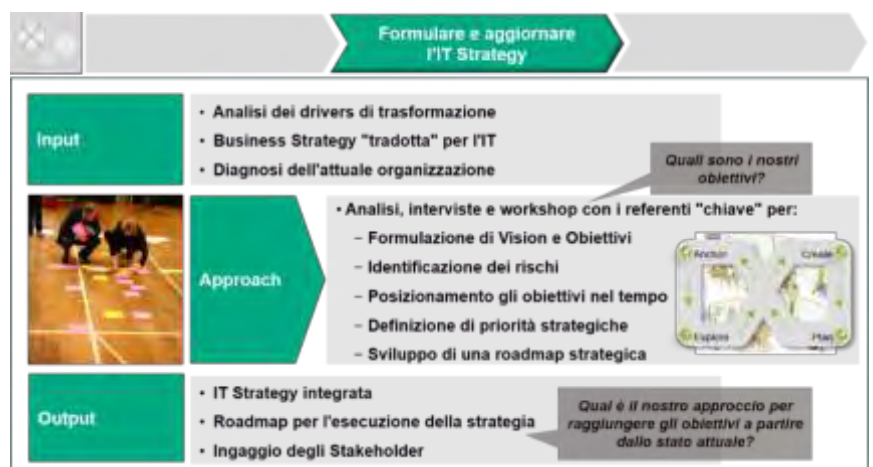 Formulare e aggiornare
l'IT Strategy
Input
• Analisi dei drivers di trasformazione
• Business Strategy "tradotta" per l'IT
• Diagnosi dell'attuale organizzazione
Quali sono i nostri
obiettivi?
Approach
• Analisi, interviste e workshop con i referenti "chiave" per:
– Formulazione di Vision e Obiettivi
– Identificazione dei rischi
– Posizionamento gli obiettivi nel tempo
– Definizione di priorità strategiche
– Sviluppo di una roadmap strategica
Anchor
Create
Explore
Plan
Output
• IT Strategy integrata
• Roadmap per l'esecuzione della strategia
• Ingaggio degli Stakeholder
Qual è il nostro approccio per
raggiungere gli obiettivi a partire
dallo stato attuale?